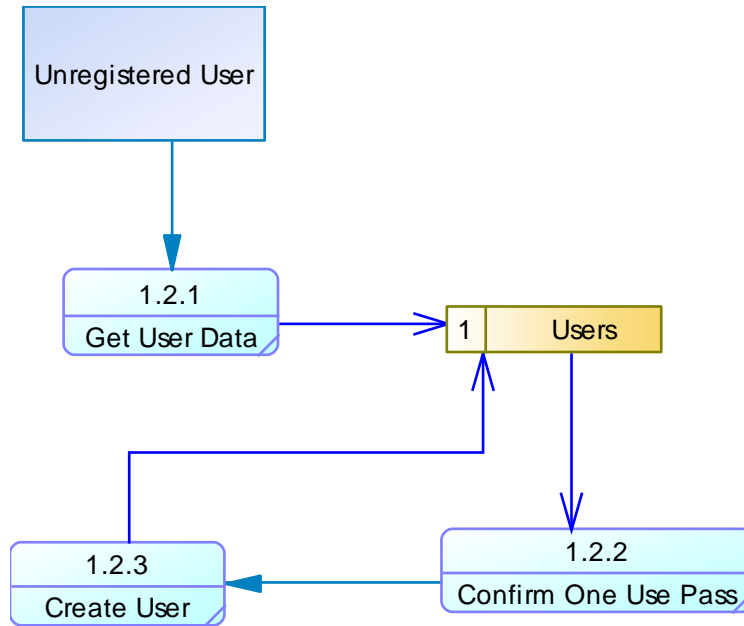 Unregistered User
1.2.1
Get User Data
1 Users
1.2.2
Confirm One Use Pass
1.2.3
Create User